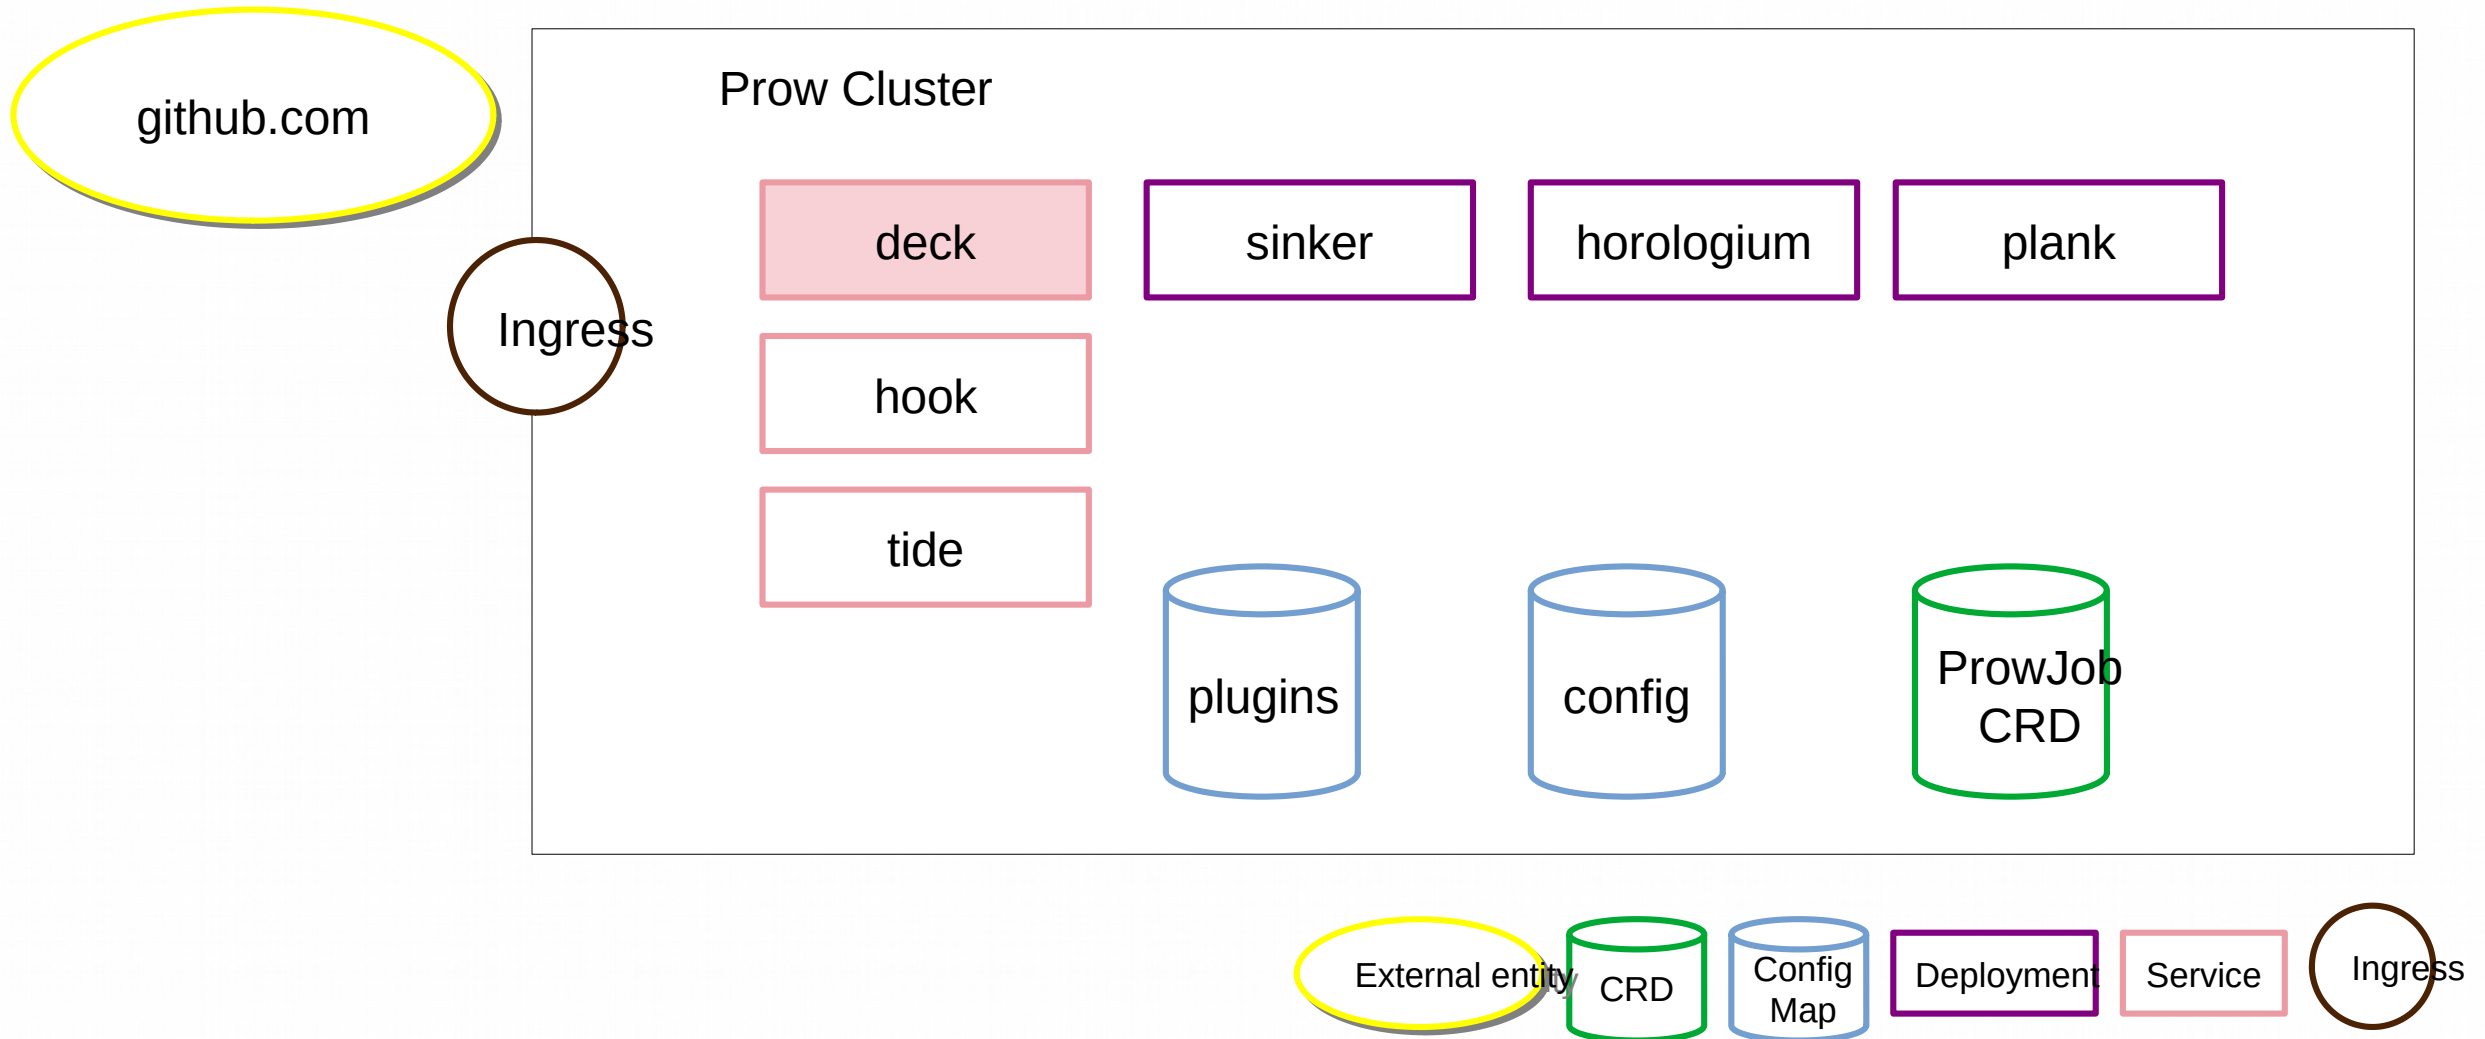 github.com
Prow Cluster
deck
sinker
horologium
plank
Ingress
hook
tide
plugins
config
ProwJob
CRD
External entity
CRD
Config
Map
Deployment
Service
Ingress